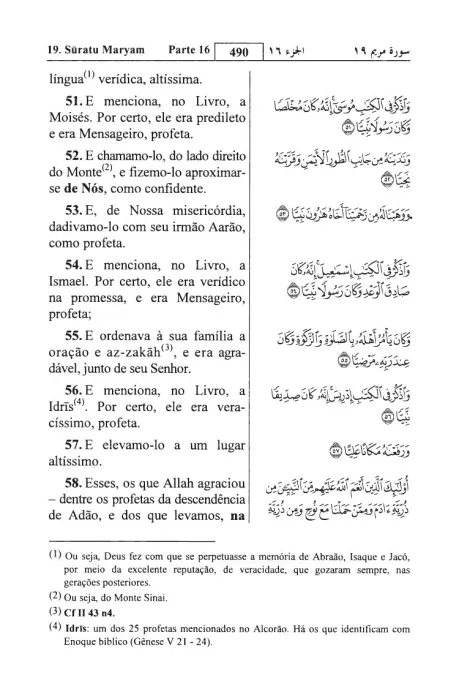 19. Sūratu Maryam Parte 16 490 الجزء ١٦ سورة مريم ١٩
língua(1) verídica, altíssima.
51. E menciona, no Livro, a
Moisés. Por certo, ele era predileto
e era Mensageiro, profeta.
وَٱذْكُرْ فِى ٱلْكِتَٰبِ مُوسَىٰٓ إِنَّهُۥ كَانَ مُخْلَصًا
وَكَانَ رَسُولًا نَّبِيًّا ٥١
52. E chamamo-lo, do lado direito
do Monte(2), e fizemo-lo aproximar-
se de Nós, como confidente.
وَنَٰدَيْنَٰهُ مِن جَانِبِ ٱلطُّورِ ٱلْأَيْمَنِ وَقَرَّبْنَٰهُ
نَجِيًّا ٥٢
53. E, de Nossa misericórdia,
dadivamo-lo com seu irmão Aarão,
como profeta.
وَوَهَبْنَا لَهُۥ مِن رَّحْمَتِنَآ أَخَاهُ هَٰرُونَ نَبِيًّا ٥٣
54. E menciona, no Livro, a
Ismael. Por certo, ele era verídico
na promessa, e era Mensageiro,
profeta;
وَٱذْكُرْ فِى ٱلْكِتَٰبِ إِسْمَٰعِيلَ إِنَّهُۥ كَانَ
صَادِقَ ٱلْوَعْدِ وَكَانَ رَسُولًا نَّبِيًّا ٥٤
55. E ordenava à sua família a
oração e az-zakāh(3), e era agra-
dável, junto de seu Senhor.
وَكَانَ يَأْمُرُ أَهْلَهُۥ بِٱلصَّلَوٰةِ وَٱلزَّكَوٰةِ وَكَانَ
عِندَ رَبِّهِۦ مَرْضِيًّا ٥٥
56. E menciona, no Livro, a
Idrīs(4). Por certo, ele era vera-
císsimo, profeta.
وَٱذْكُرْ فِى ٱلْكِتَٰبِ إِدْرِيسَ إِنَّهُۥ كَانَ صِدِّيقًا
نَّبِيًّا ٥٦
57. E elevamo-lo a um lugar
altíssimo.
وَرَفَعْنَٰهُ مَكَانًا عَلِيًّا ٥٧
58. Esses, os que Allah agraciou
– dentre os profetas da descendência
de Adão, e dos que levamos, na
أُو۟لَٰٓئِكَ ٱلَّذِينَ أَنْعَمَ ٱللَّهُ عَلَيْهِم مِّنَ ٱلنَّبِيِّۦنَ مِن
ذُرِّيَّةِ ءَادَمَ وَمِمَّنْ حَمَلْنَا مَعَ نُوحٍ وَمِن ذُرِّيَّةِ
(1) Ou seja, Deus fez com que se perpetuasse a memória de Abraão, Isaque e Jacó,
por meio da excelente reputação, de veracidade, que gozaram sempre, nas
gerações posteriores.
(2) Ou seja, do Monte Sinai.
(3) Cf II 43 n4.
(4) Idrīs: um dos 25 profetas mencionados no Alcorão. Há os que identificam com
Enoque bíblico (Gênese V 21 - 24).